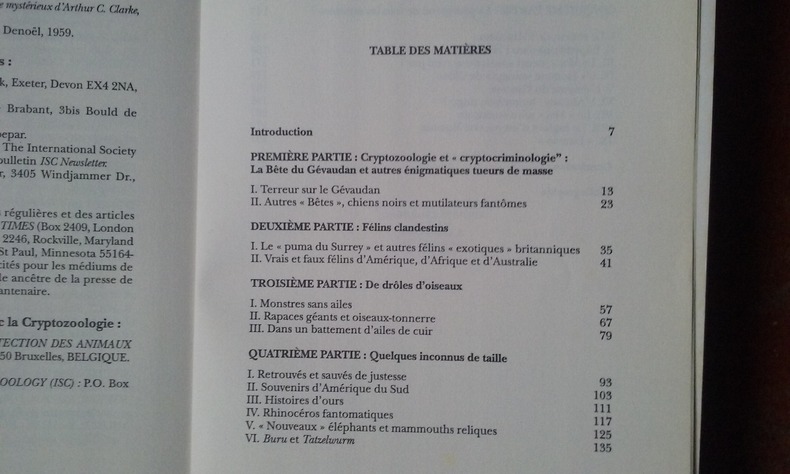 e mystérieux d'Arthur C. Clarke,
Denoël, 1959.
s :
k, Exeter, Devon EX4 2NA,
Brabant, 3bis Bould de
epar.
The International Society
bulletin ISC Newsletter.
r, 3405 Windjammer Dr.,
régulières et des articles
TIMES (Box 2409, London
2246, Rockville, Maryland
St Paul, Minnesota 55164-
cités pour les médiums de
le ancêtre de la presse de
antenaire.
e la Cryptozoologie :
TECTION DES ANIMAUX
50 Bruxelles, BELGIQUE.
OOLOGY (ISC) : P.O. Box
TABLE DES MATIÈRES
Introduction 7
PREMIÈRE PARTIE : Cryptozoologie et « cryptocriminologie” :
La Bête du Gévaudan et autres énigmatiques tueurs de masse
I. Terreur sur le Gévaudan 13
II. Autres « Bêtes », chiens noirs et mutilateurs fantômes 23
DEUXIÈME PARTIE : Félins clandestins
I. Le « puma du Surrey » et autres félins « exotiques » britanniques 35
II. Vrais et faux félins d'Amérique, d'Afrique et d'Australie 41
TROISIÈME PARTIE : De drôles d'oiseaux
I. Monstres sans ailes 57
II. Rapaces géants et oiseaux-tonnerre 67
III. Dans un battement d'ailes de cuir 79
QUATRIÈME PARTIE : Quelques inconnus de taille
I. Retrouvés et sauvés de justesse 93
II. Souvenirs d'Amérique du Sud 103
III. Histoires d'ours 111
IV. Rhinocéros fantomatiques 117
V. « Nouveaux » éléphants et mammouths reliques 125
VI. Buru et Tatzelwurm 135